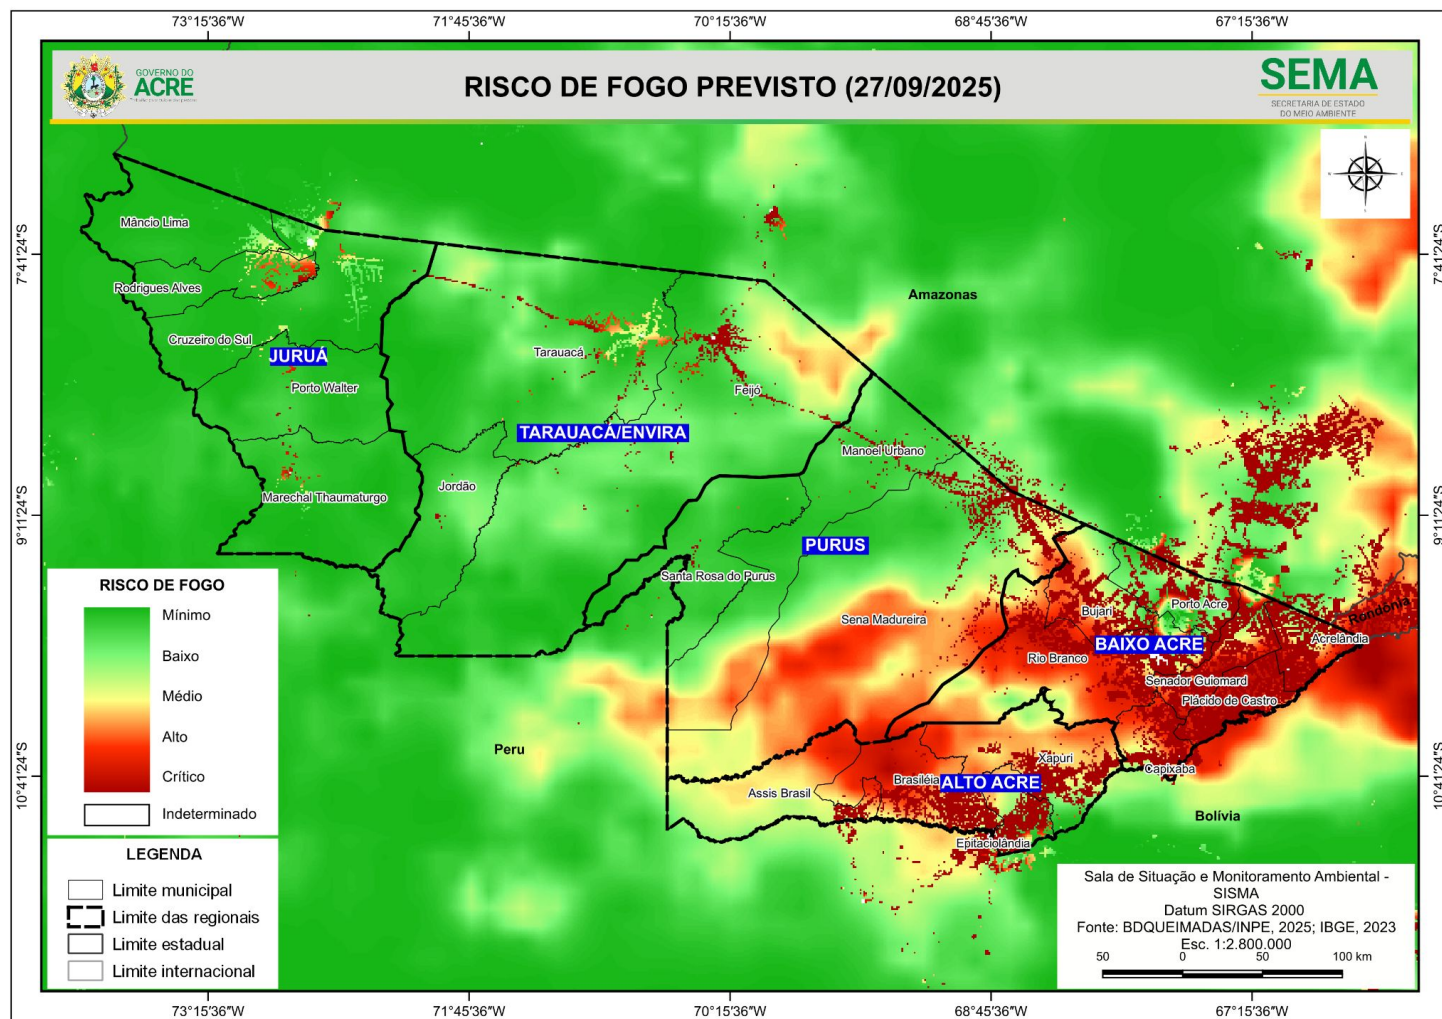 73°15'36"W
71°45'36"W
70°15'36"W
68°45'36"W
67°15'36"W
GOVERNO DO
ACRE
RISCO DE FOGO PREVISTO (27/09/2025)
SEMA
SECRETARIA DE ESTADO
DO MEIO AMBIENTE
N
Mâncio Lima
7°41'24"S
7°41'24"S
Rodrigues Alves
Amazonas
Cruzeiro do Sul
JURUÁ
Tarauacá
Porto Walter
Feijó
TARAUACÁ/ENVIRA
Manoel Urbano
Jordão
Marechal Thaumaturgo
9°11'24"S
9°11'24"S
PURUS
Santa Rosa do Purus
Porto Acre
Bujari
Rondônia
Sena Madureira
Acrelândia
BAIXO ACRE
Rio Branco
Senador Guiomard
Plácido de Castro
Peru
Xapuri
Capixaba
Brasiléia
ALTO ACRE
Assis Brasil
10°41'24"S
10°41'24"S
Bolívia
Epitaciolândia
RISCO DE FOGO
Mínimo
Baixo
Médio
Alto
Crítico
Indeterminado
LEGENDA
Limite municipal
Limite das regionais
Limite estadual
Limite internacional
Sala de Situação e Monitoramento Ambiental -
SISMA
Datum SIRGAS 2000
Fonte: BDQUEIMADAS/INPE, 2025; IBGE, 2023
Esc. 1:2.800.000
50 0 50 100 km
73°15'36"W
71°45'36"W
70°15'36"W
68°45'36"W
67°15'36"W